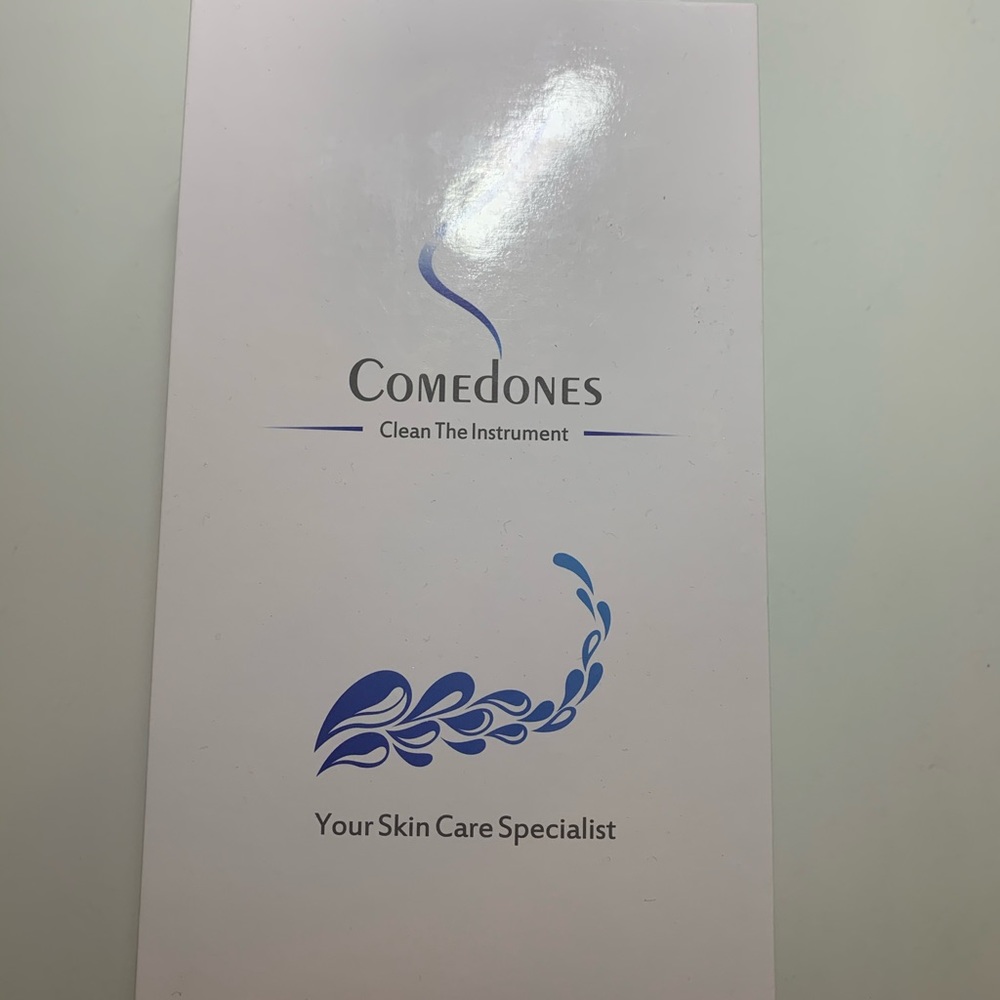 COMEdONES
Clean The Instrument
Your Skin Care Specialist